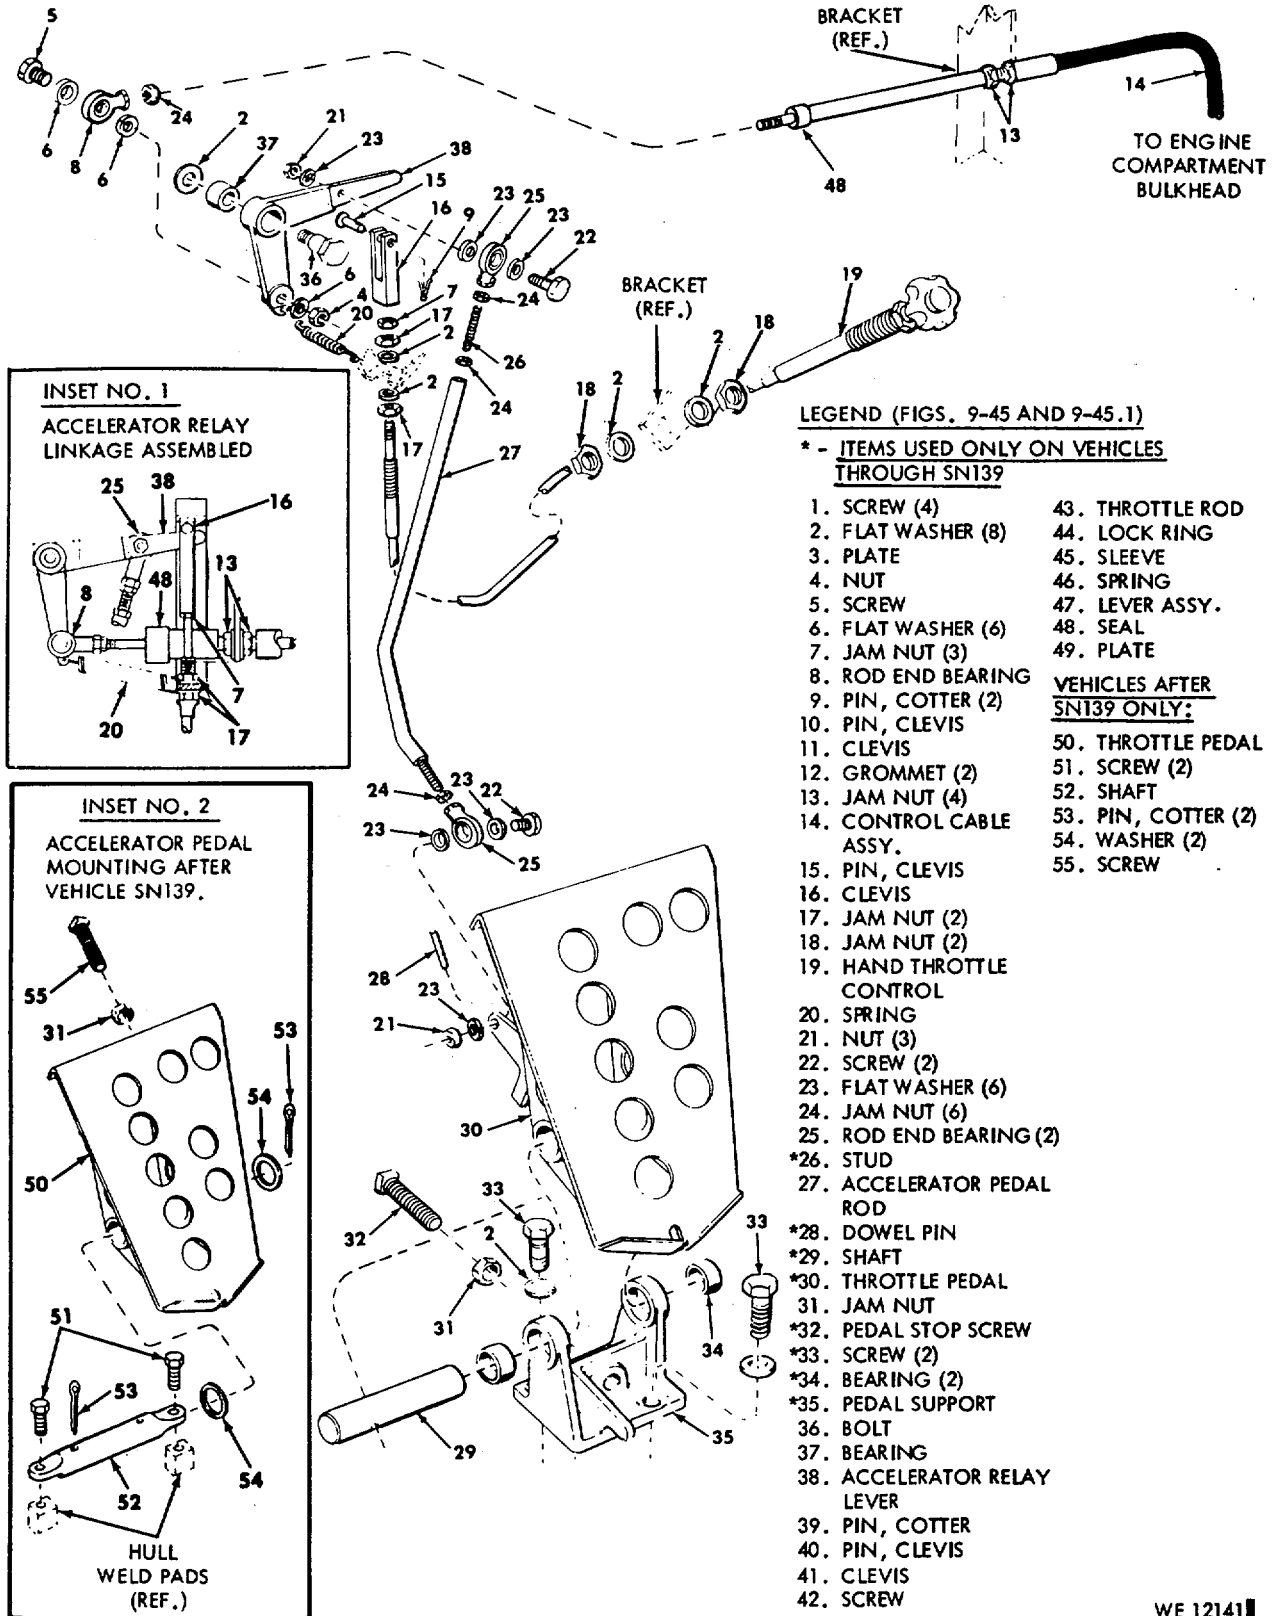 5
6
8
6
24
2
37
21
23
38
15
16
9
23
25
23
22
24
36
6
4
20
7
17
2
2
17
26
24
27
BRACKET
(REF.)
48
13
14
TO ENGINE
COMPARTMENT
BULKHEAD
BRACKET
(REF.)
18
2
2
18
19
INSET NO. 1
ACCELERATOR RELAY
LINKAGE ASSEMBLED
25
38
16
8
48
13
20
7
17
24
23
22
23
25
28
23
21
30
32
33
2
31
33
34
29
35
INSET NO. 2
ACCELERATOR PEDAL
MOUNTING AFTER
VEHICLE SN139.
55
31
53
54
50
51
53
52
54
HULL
WELD PADS
(REF.)
LEGEND (FIGS. 9-45 AND 9-45.1)
* - ITEMS USED ONLY ON VEHICLES
THROUGH SN139
1. SCREW (4)
2. FLAT WASHER (8)
3. PLATE
4. NUT
5. SCREW
6. FLAT WASHER (6)
7. JAM NUT (3)
8. ROD END BEARING
9. PIN, COTTER (2)
10. PIN, CLEVIS
11. CLEVIS
12. GROMMET (2)
13. JAM NUT (4)
14. CONTROL CABLE
ASSY.
15. PIN, CLEVIS
16. CLEVIS
17. JAM NUT (2)
18. JAM NUT (2)
19. HAND THROTTLE
CONTROL
20. SPRING
21. NUT (3)
22. SCREW (2)
23. FLAT WASHER (6)
24. JAM NUT (6)
25. ROD END BEARING (2)
*26. STUD
27. ACCELERATOR PEDAL
ROD
*28. DOWEL PIN
*29. SHAFT
*30. THROTTLE PEDAL
31. JAM NUT
*32. PEDAL STOP SCREW
*33. SCREW (2)
*34. BEARING (2)
*35. PEDAL SUPPORT
36. BOLT
37. BEARING
38. ACCELERATOR RELAY
LEVER
39. PIN, COTTER
40. PIN, CLEVIS
41. CLEVIS
42. SCREW
43. THROTTLE ROD
44. LOCK RING
45. SLEEVE
46. SPRING
47. LEVER ASSY.
48. SEAL
49. PLATE
VEHICLES AFTER
SN139 ONLY:
50. THROTTLE PEDAL
51. SCREW (2)
52. SHAFT
53. PIN, COTTER (2)
54. WASHER (2)
55. SCREW
WE 12141